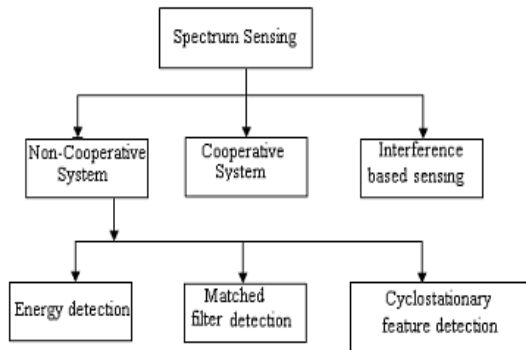 Spectrum Sensing
Non-Cooperative
System
Cooperative
System
Interference
based sensing
Energy detection
Matched
filter detection
Cyclostationary
feature detection